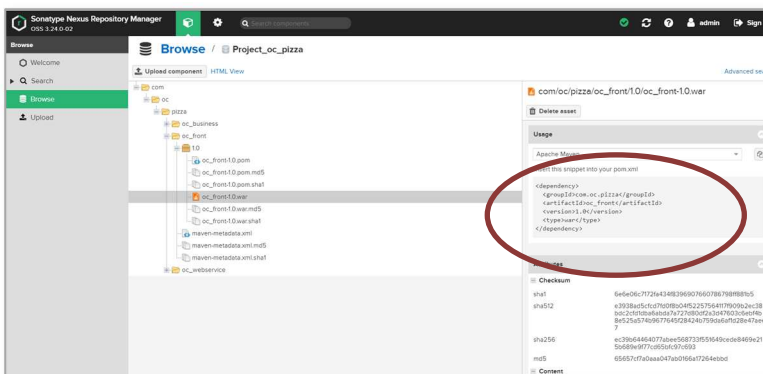 Sonatype Nexus Repository Manager
OSS 3.24.0-02
Search components
admin
Sign
Browse
Welcome
Search
Browse
Upload
Browse / Project_oc_pizza
Upload component HTML View
Advanced sea
com
oc
pizza
oc_business
oc_front
1.0
oc_front-1.0.pom
oc_front-1.0.pom.md5
oc_front-1.0.pom.sha1
oc_front-1.0.war
oc_front-1.0.war.md5
oc_front-1.0.war.sha1
maven-metadata.xml
maven-metadata.xml.md5
maven-metadata.xml.sha1
oc_webservice
com/oc/pizza/oc_front/1.0/oc_front-1.0.war
Delete asset
Usage
Apache Maven
Insert this snippet into your pom.xml
<dependency>
<groupId>com.oc.pizza</groupId>
<artifactId>oc_front</artifactId>
<version>1.0</version>
<type>war</type>
</dependency>
Attributes
Checksum
sha1
sha512
sha256
md5 65657cf7a0aaa047ab0166a17264ebbd
Content